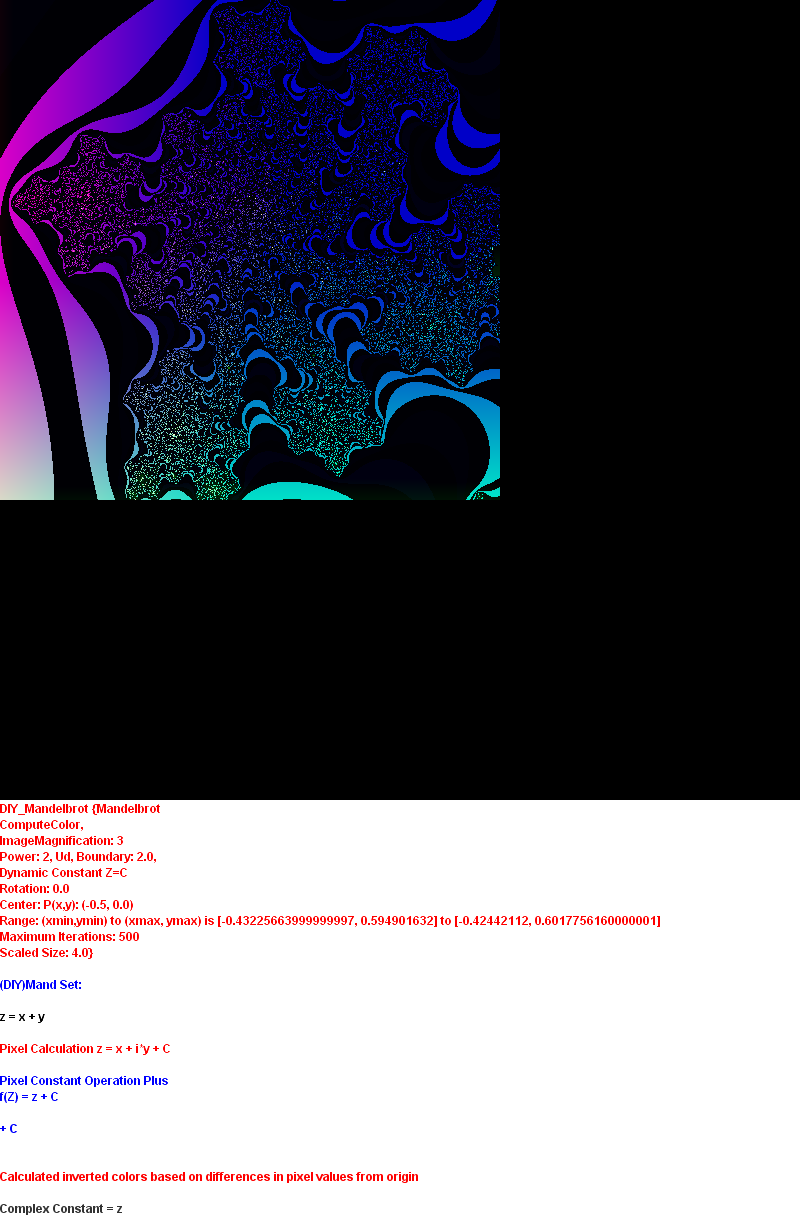 DIY_Mandelbrot {Mandelbrot
ComputeColor,
ImageMagnification: 3
Power: 2, Ud, Boundary: 2.0,
Dynamic Constant Z=C
Rotation: 0.0
Center: P(x,y): (-0.5, 0.0)
Range: (xmin,ymin) to (xmax, ymax) is [-0.43225663999999997, 0.594901632] to [-0.42442112, 0.6017756160000001]
Maximum Iterations: 500
Scaled Size: 4.0}
(DIY)Mand Set:
z = x + y
Pixel Calculation z = x + i*y + C
Pixel Constant Operation Plus
f(Z) = z + C
+ C
Calculated inverted colors based on differences in pixel values from origin
Complex Constant = z